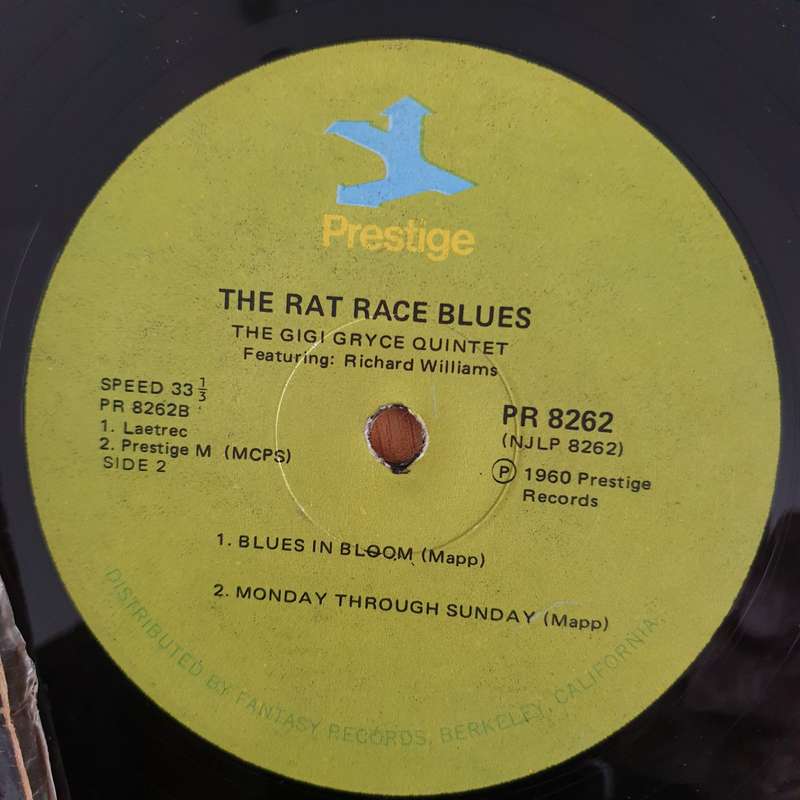 Prestige
THE RAT RACE BLUES
THE GIGI GRYCE QUINTET
Featuring: Richard Williams
SPEED 33 1/3
PR 8262B
1. Laetrec
2. Prestige M (MCPS)
SIDE 2
PR 8262
(NJLP 8262)
Ⓟ 1960 Prestige
Records
1. BLUES IN BLOOM (Mapp)
2. MONDAY THROUGH SUNDAY (Mapp)
DISTRIBUTED BY FANTASY RECORDS, BERKELEY, CALIFORNIA.